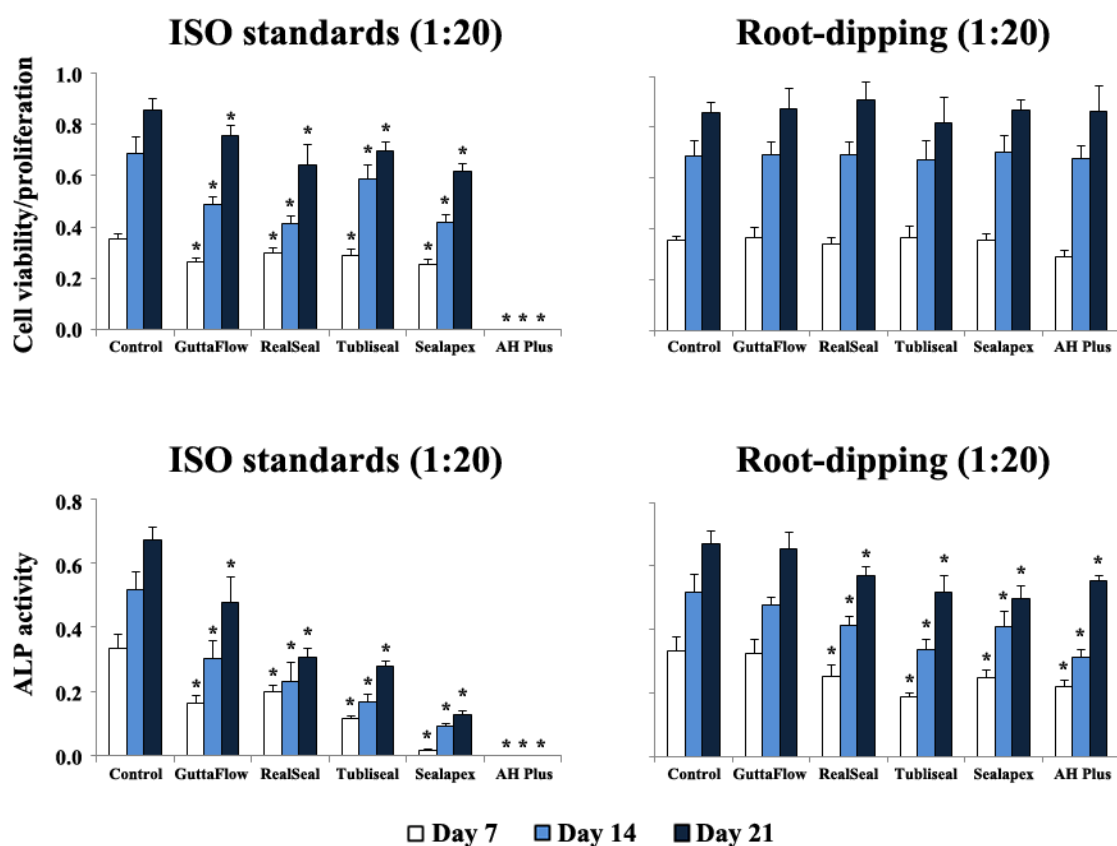 ISO standards (1:20)
Root-dipping (1:20)
Cell viability/proliferation
1.0
0.8
0.6
0.4
0.2
0.0
* * * * * * * * * * * * * * *
Control GuttaFlow RealSeal Tubliseal Sealapex AH Plus
Control GuttaFlow RealSeal Tubliseal Sealapex AH Plus
ISO standards (1:20)
Root-dipping (1:20)
ALP activity
0.8
0.6
0.4
0.2
0.0
* * * * * * * * * * * * * * *
* * * * * * * * * * * *
Control GuttaFlow RealSeal Tubliseal Sealapex AH Plus
Control GuttaFlow RealSeal Tubliseal Sealapex AH Plus
Day 7 Day 14 Day 21